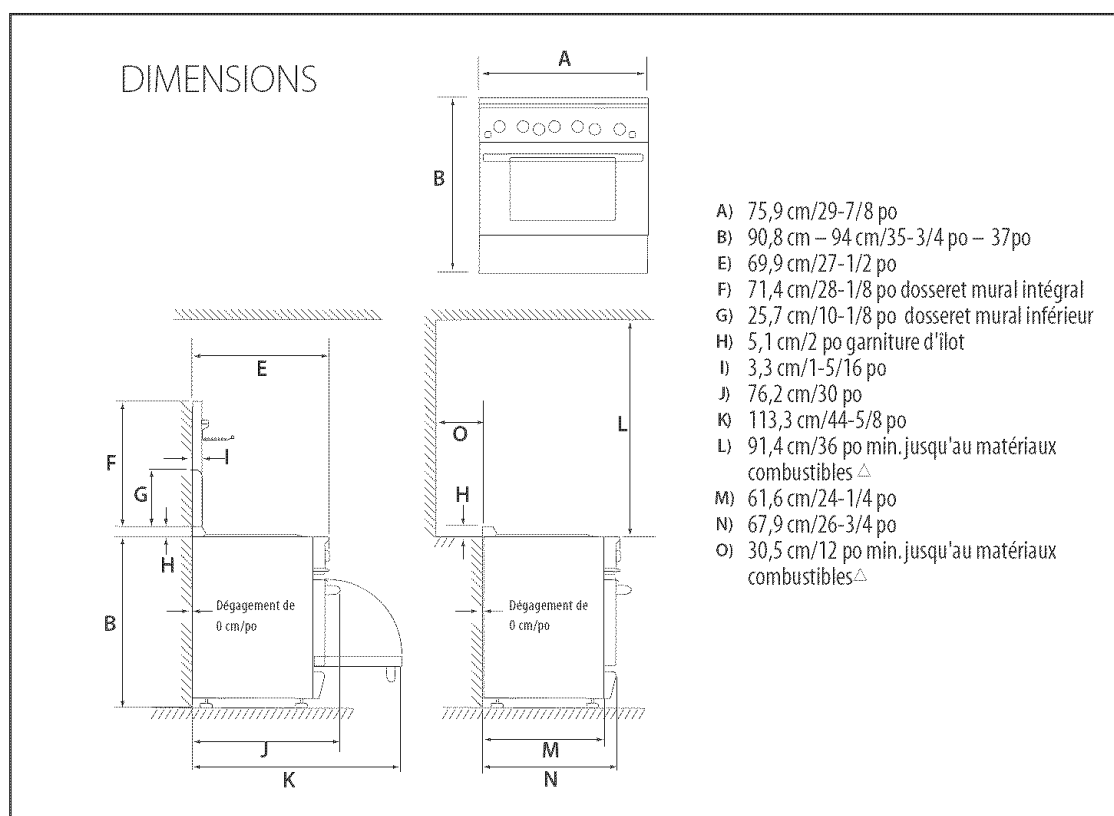 DIMENSIONS
A
B
A) 75,9 cm/29-7/8 po
B) 90,8 cm – 94 cm/35-3/4 po – 37po
E) 69,9 cm/27-1/2 po
F) 71,4 cm/28-1/8 po dosseret mural intégral
G) 25,7 cm/10-1/8 po dosseret mural inférieur
H) 5,1 cm/2 po garniture d'îlot
I) 3,3 cm/1-5/16 po
J) 76,2 cm/30 po
K) 113,3 cm/44-5/8 po
L) 91,4 cm/36 po min. jusqu'au matériaux
combustibles △
M) 61,6 cm/24-1/4 po
N) 67,9 cm/26-3/4 po
O) 30,5 cm/12 po min. jusqu'au matériaux
combustibles△
E
F
I
G
H
B
Dégagement de
0 cm/po
J
K
O
L
H
Dégagement de
0 cm/po
M
N